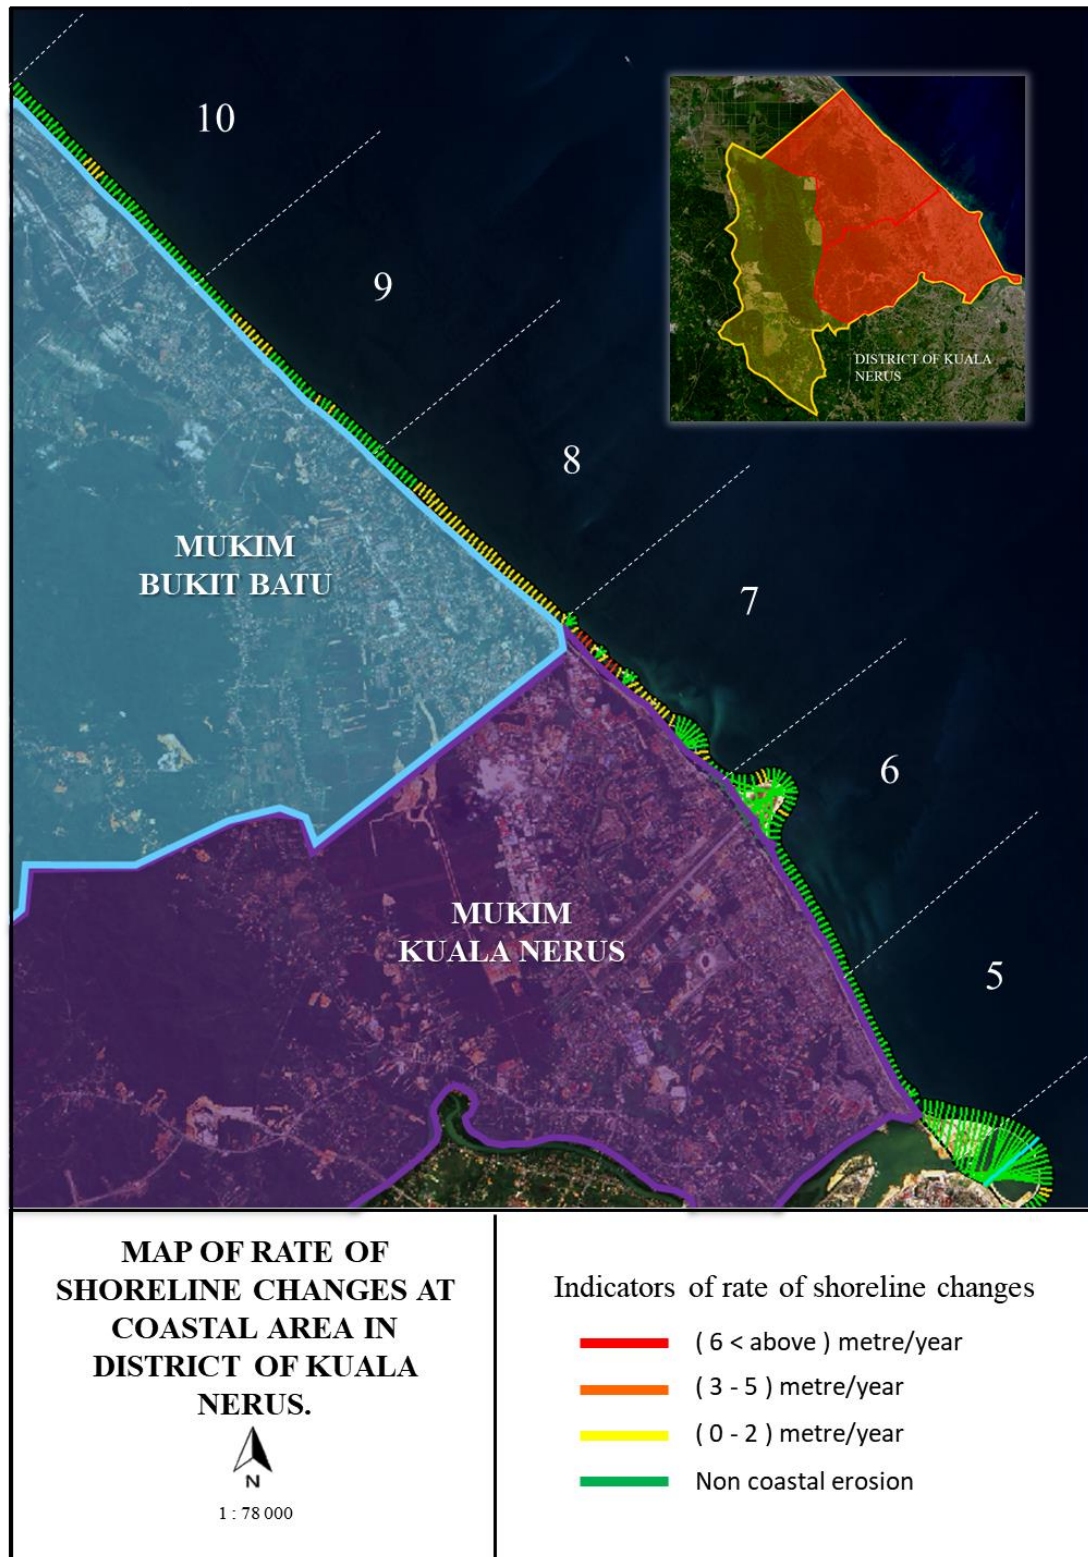 10
9
8
7
6
5
DISTRICT OF KUALA
NERUS
MUKIM
BUKIT BATU
MUKIM
KUALA NERUS
MAP OF RATE OF
SHORELINE CHANGES AT
COASTAL AREA IN
DISTRICT OF KUALA
NERUS.
N
1 : 78 000
Indicators of rate of shoreline changes
( 6 < above ) metre/year
( 3 - 5 ) metre/year
( 0 - 2 ) metre/year
Non coastal erosion